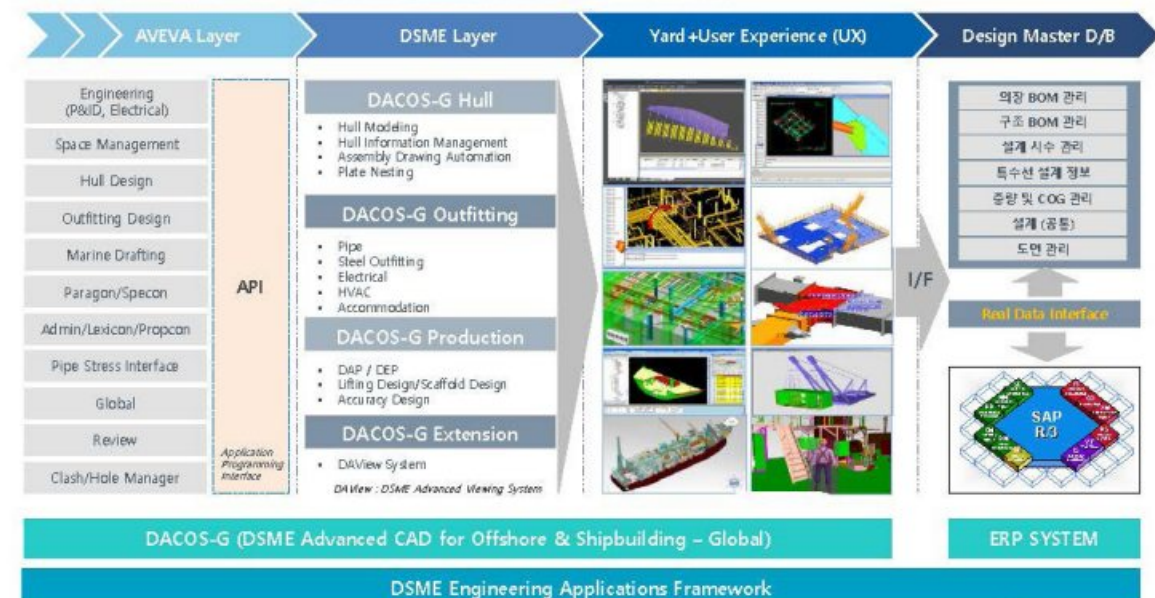 AVEVA Layer
DSME Layer
Yard+User Experience (UX)
Design Master D/B
Engineering
(P&ID, Electrical)
Space Management
Hull Design
Outfitting Design
Marine Drafting
Paragon/Specon
Admin/Lexicon/Propcon
Pipe Stress Interface
Global
Review
Clash/Hole Manager
API
Application
Programming
Interface
DACOS-G Hull
• Hull Modeling
• Hull Information Management
• Assembly Drawing Automation
• Plate Nesting
DACOS-G Outfitting
• Pipe
• Steel Outfitting
• Electrical
• HVAC
• Accommodation
DACOS-G Production
• DAP / DEP
• Lifting Design/Scaffold Design
• Accuracy Design
DACOS-G Extension
• DAView System
DAView : DSME Advanced Viewing System
I/F
의장 BOM 관리
구조 BOM 관리
설계 시수 관리
특수선 설계 정보
중량 및 COG 관리
설계 (공통)
도면 관리
Real Data Interface
SAP
R/3
DACOS-G (DSME Advanced CAD for Offshore & Shipbuilding – Global)
ERP SYSTEM
DSME Engineering Applications Framework